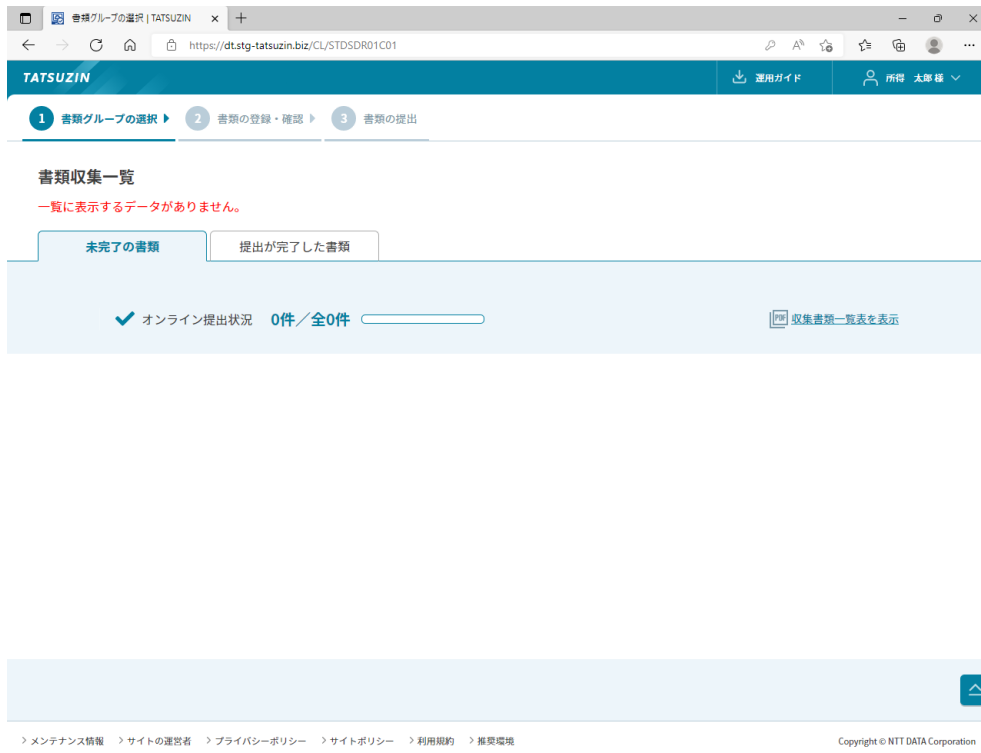 書類グループの選択 | TATSUZIN
https://dt.stg-tatsuzin.biz/CL/STDSDR01C01
TATSUZIN 運用ガイド 所得 太郎 様
1 書類グループの選択 2 書類の登録・確認 3 書類の提出
書類収集一覧
一覧に表示するデータがありません。
未完了の書類 提出が完了した書類
オンライン提出状況 0件／全0件 PDF 収集書類一覧表を表示
メンテナンス情報 サイトの運営者 プライバシーポリシー サイトポリシー 利用規約 推奨環境 Copyright © NTT DATA Corporation